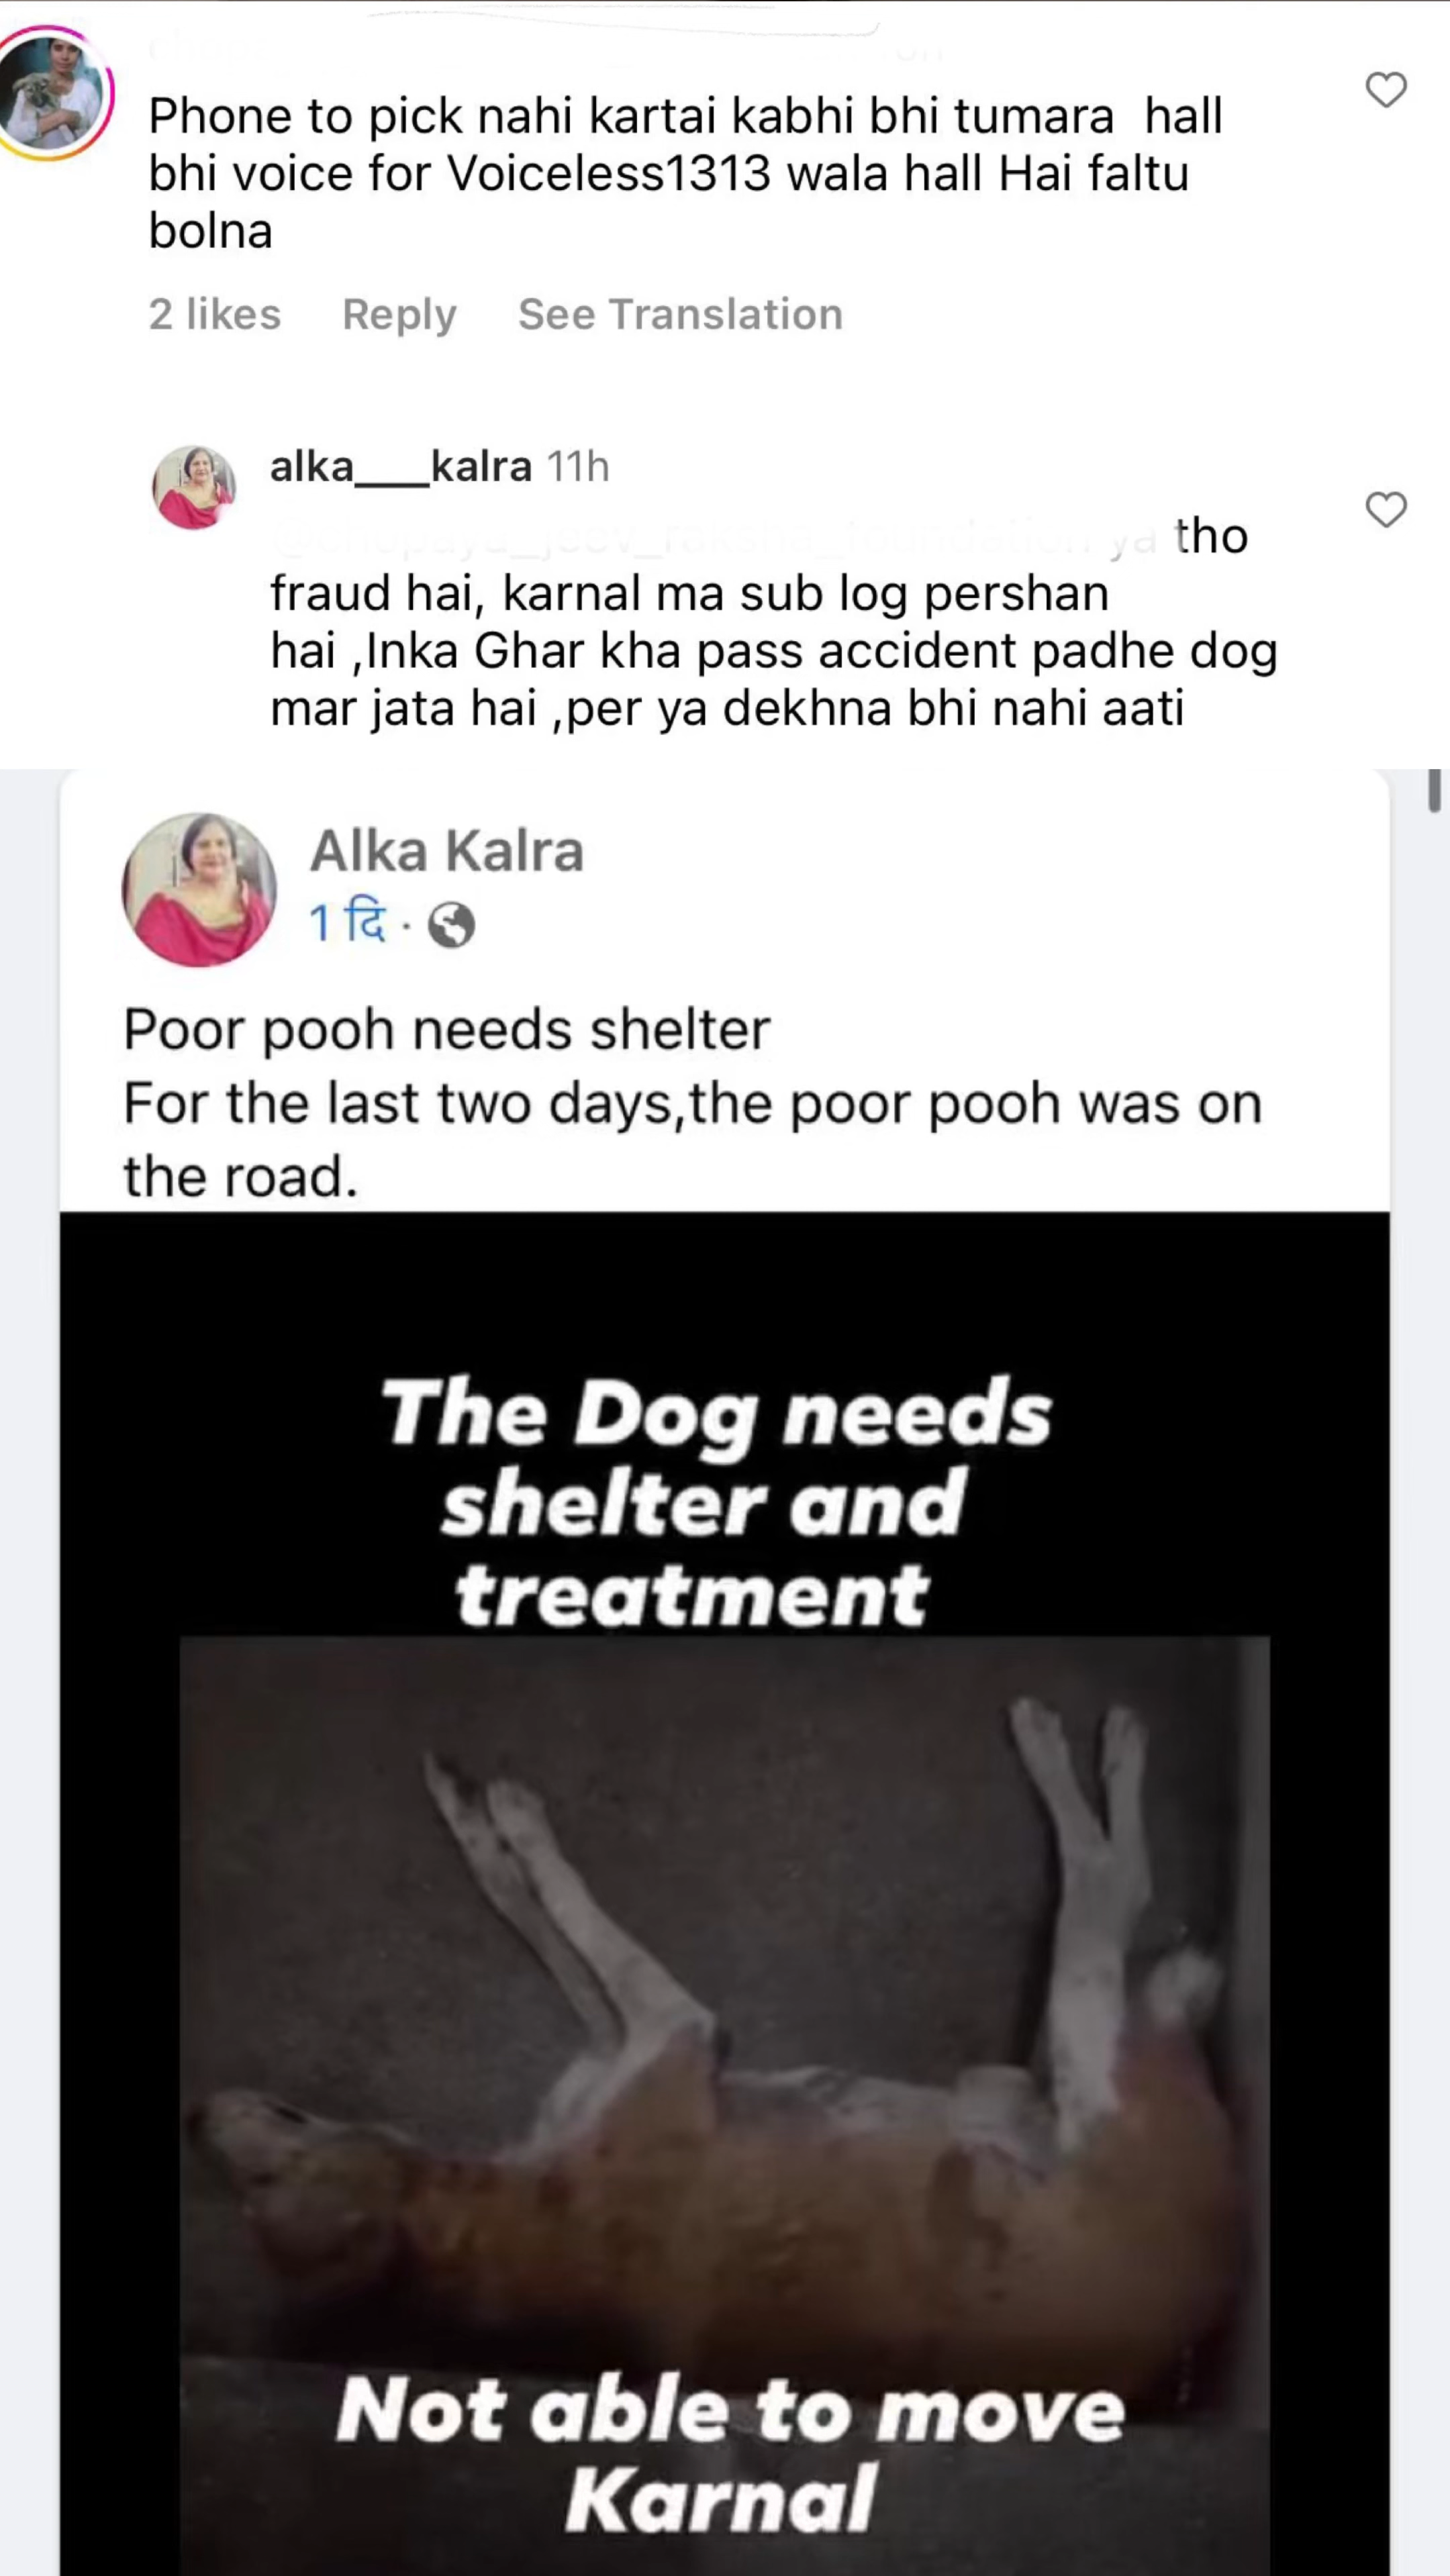 Phone to pick nahi kartai kabhi bhi tumara hall
bhi voice for Voiceless1313 wala hall Hai faltu
bolna
2 likes Reply See Translation
alka___kalra 11h
ya tho
fraud hai, karnal ma sub log pershan
hai ,Inka Ghar kha pass accident padhe dog
mar jata hai ,per ya dekhna bhi nahi aati
Alka Kalra
1 दि ·
Poor pooh needs shelter
For the last two days,the poor pooh was on
the road.
The Dog needs
shelter and
treatment
Not able to move
Karnal